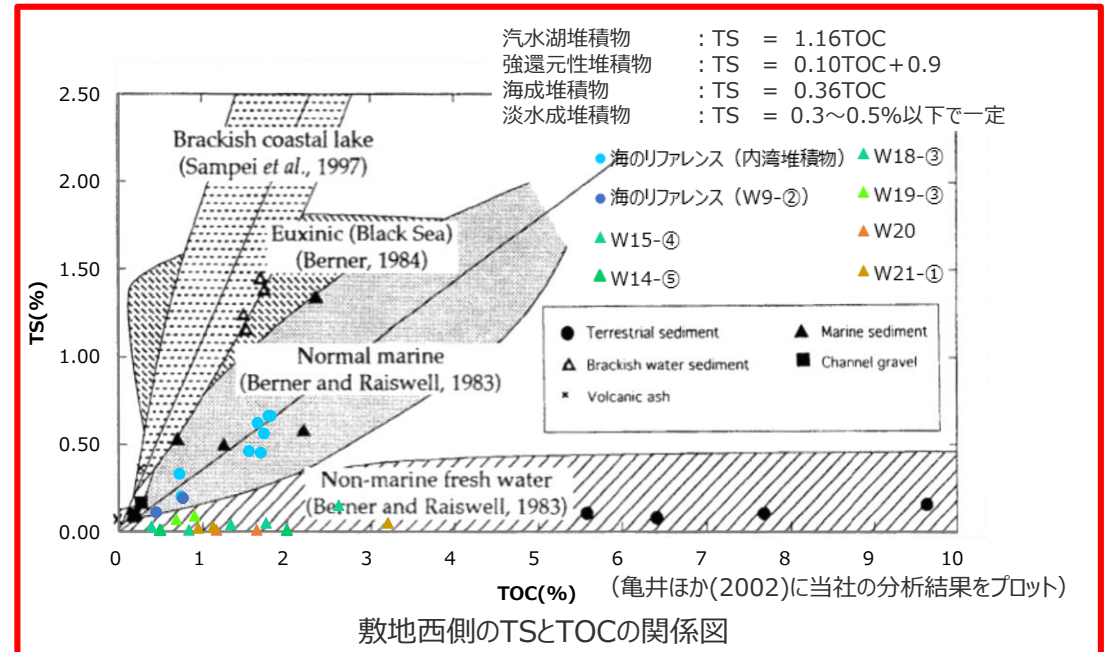 汽水湖堆積物 : TS = 1.16TOC
強還元性堆積物 : TS = 0.10TOC+0.9
海成堆積物 : TS = 0.36TOC
淡水成堆積物 : TS = 0.3～0.5%以下で一定
2.50
2.00
1.50
1.00
0.50
0.00
TS(%)
Brackish coastal lake
(Sampei et al., 1997)
Euxinic (Black Sea)
(Berner, 1984)
Normal marine
(Berner and Raiswell, 1983)
Non-marine fresh water
(Berner and Raiswell, 1983)
海のリファレンス（内湾堆積物）
海のリファレンス（W9-②）
W15-④
W14-⑤
W18-③
W19-③
W20
W21-①
Terrestrial sediment
Brackish water sediment
Volcanic ash
Marine sediment
Channel gravel
0 1 2 3 4 5 6 7 8 9 10
TOC(%)
（亀井ほか(2002)に当社の分析結果をプロット）
敷地西側のTSとTOCの関係図